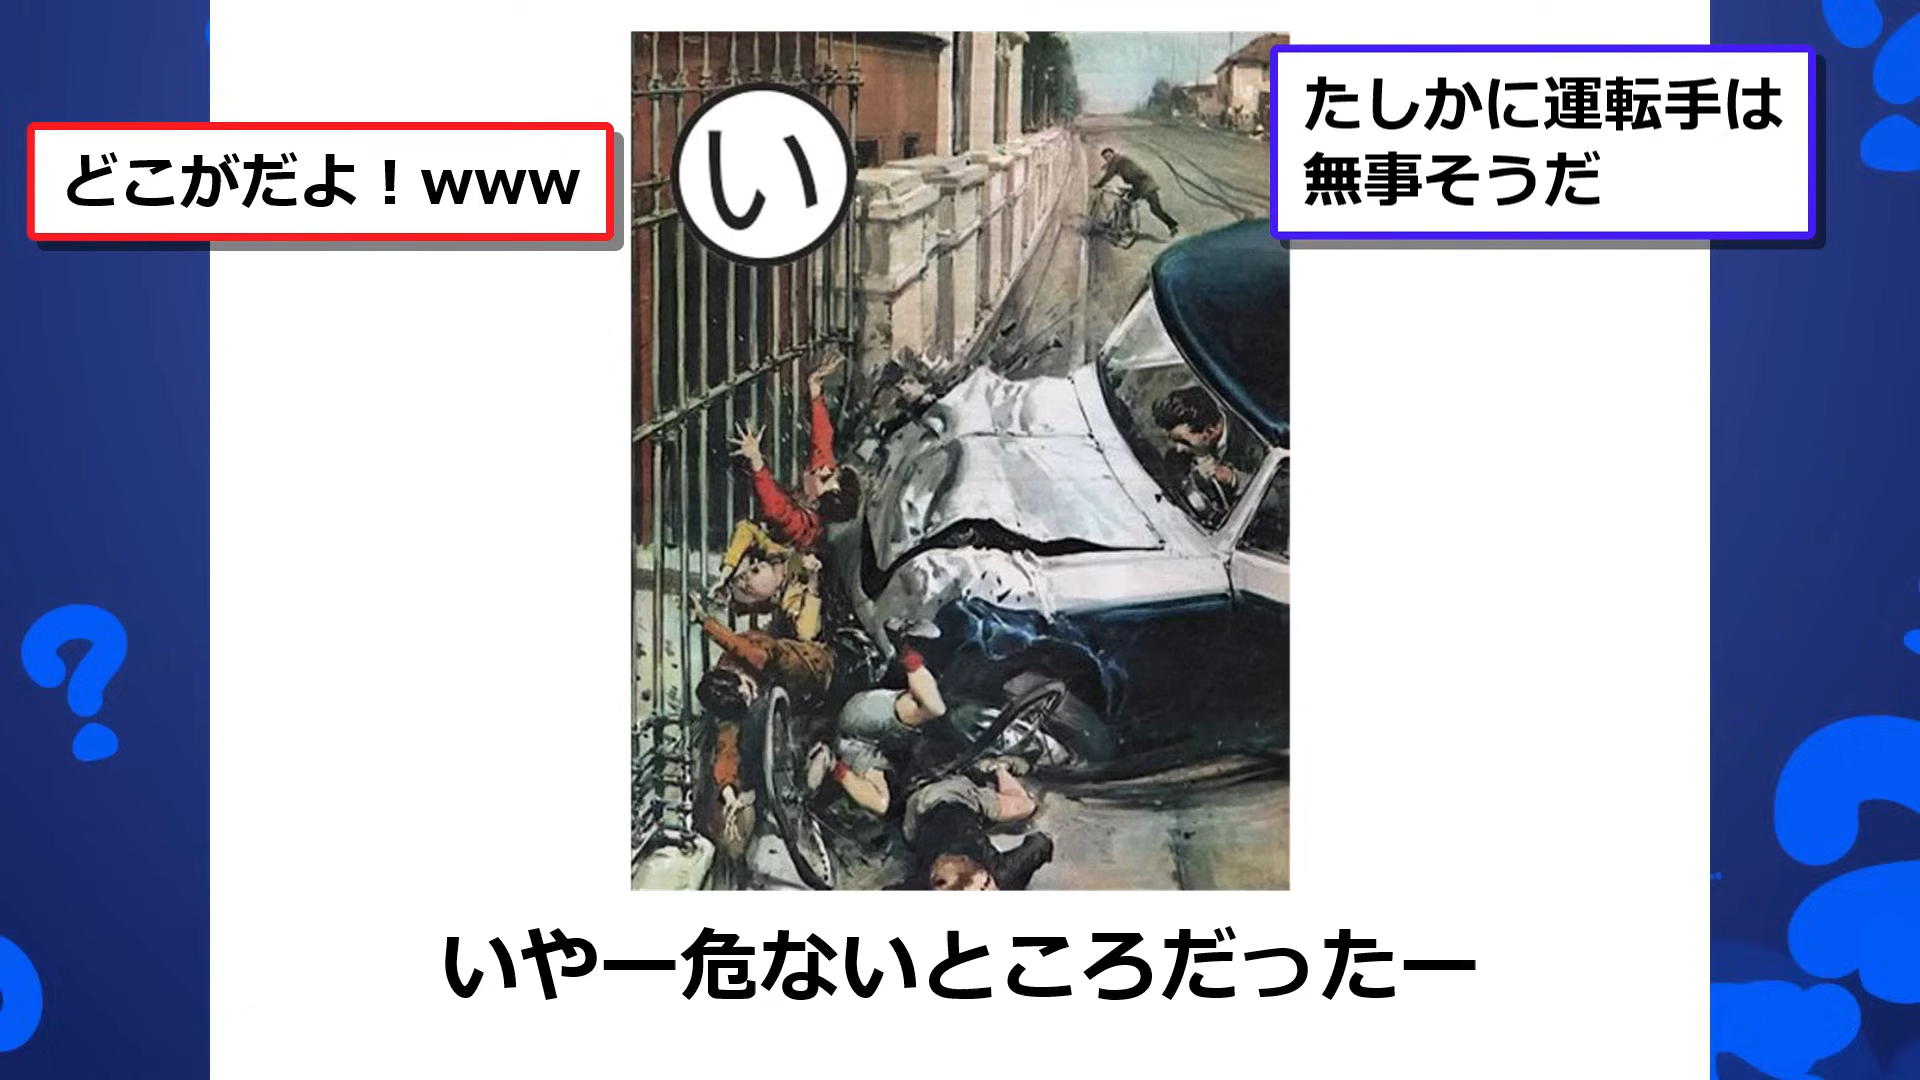 い
どこがだよ！www
たしかに運転手は
無事そうだ
いやー危ないところだったー